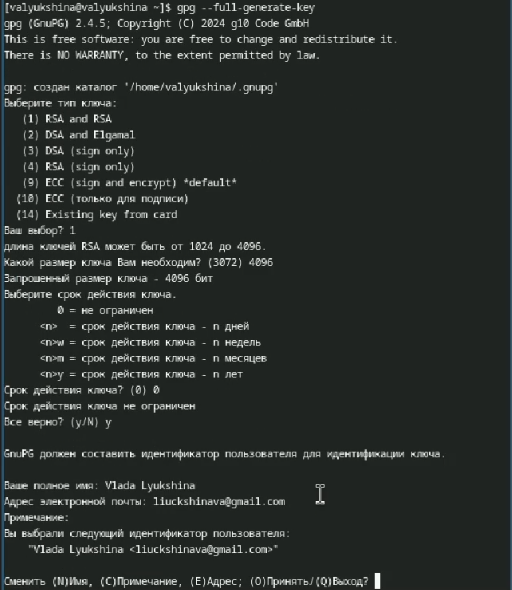 [valyukshina@valyukshina ~]$ gpg --full-generate-key
gpg (GnuPG) 2.4.5; Copyright (C) 2024 g10 Code GmbH
This is free software: you are free to change and redistribute it.
There is NO WARRANTY, to the extent permitted by law.
gpg: создан каталог '/home/valyukshina/.gnupg'
Выберите тип ключа:
(1) RSA and RSA
(2) DSA and Elgamal
(3) DSA (sign only)
(4) RSA (sign only)
(9) ECC (sign and encrypt) *default*
(10) ECC (только для подписи)
(14) Existing key from card
Ваш выбор? 1
длина ключей RSA может быть от 1024 до 4096.
Какой размер ключа Вам необходим? (3072) 4096
Запрошенный размер ключа - 4096 бит
Выберите срок действия ключа.
0 = не ограничен
<n> = срок действия ключа - n дней
<n>w = срок действия ключа - n недель
<n>m = срок действия ключа - n месяцев
<n>y = срок действия ключа - n лет
Срок действия ключа? (0) 0
Срок действия ключа не ограничен
Все верно? (y/N) y
GnuPG должен составить идентификатор пользователя для идентификации ключа.
Ваше полное имя: Vlada Lyukshina
Адрес электронной почты: liuckshinava@gmail.com
Примечание:
Вы выбрали следующий идентификатор пользователя:
"Vlada Lyukshina <liuckshinava@gmail.com>"
Сменить (N)Имя, (C)Примечание, (E)Адрес; (O)Принять/(Q)Выход?